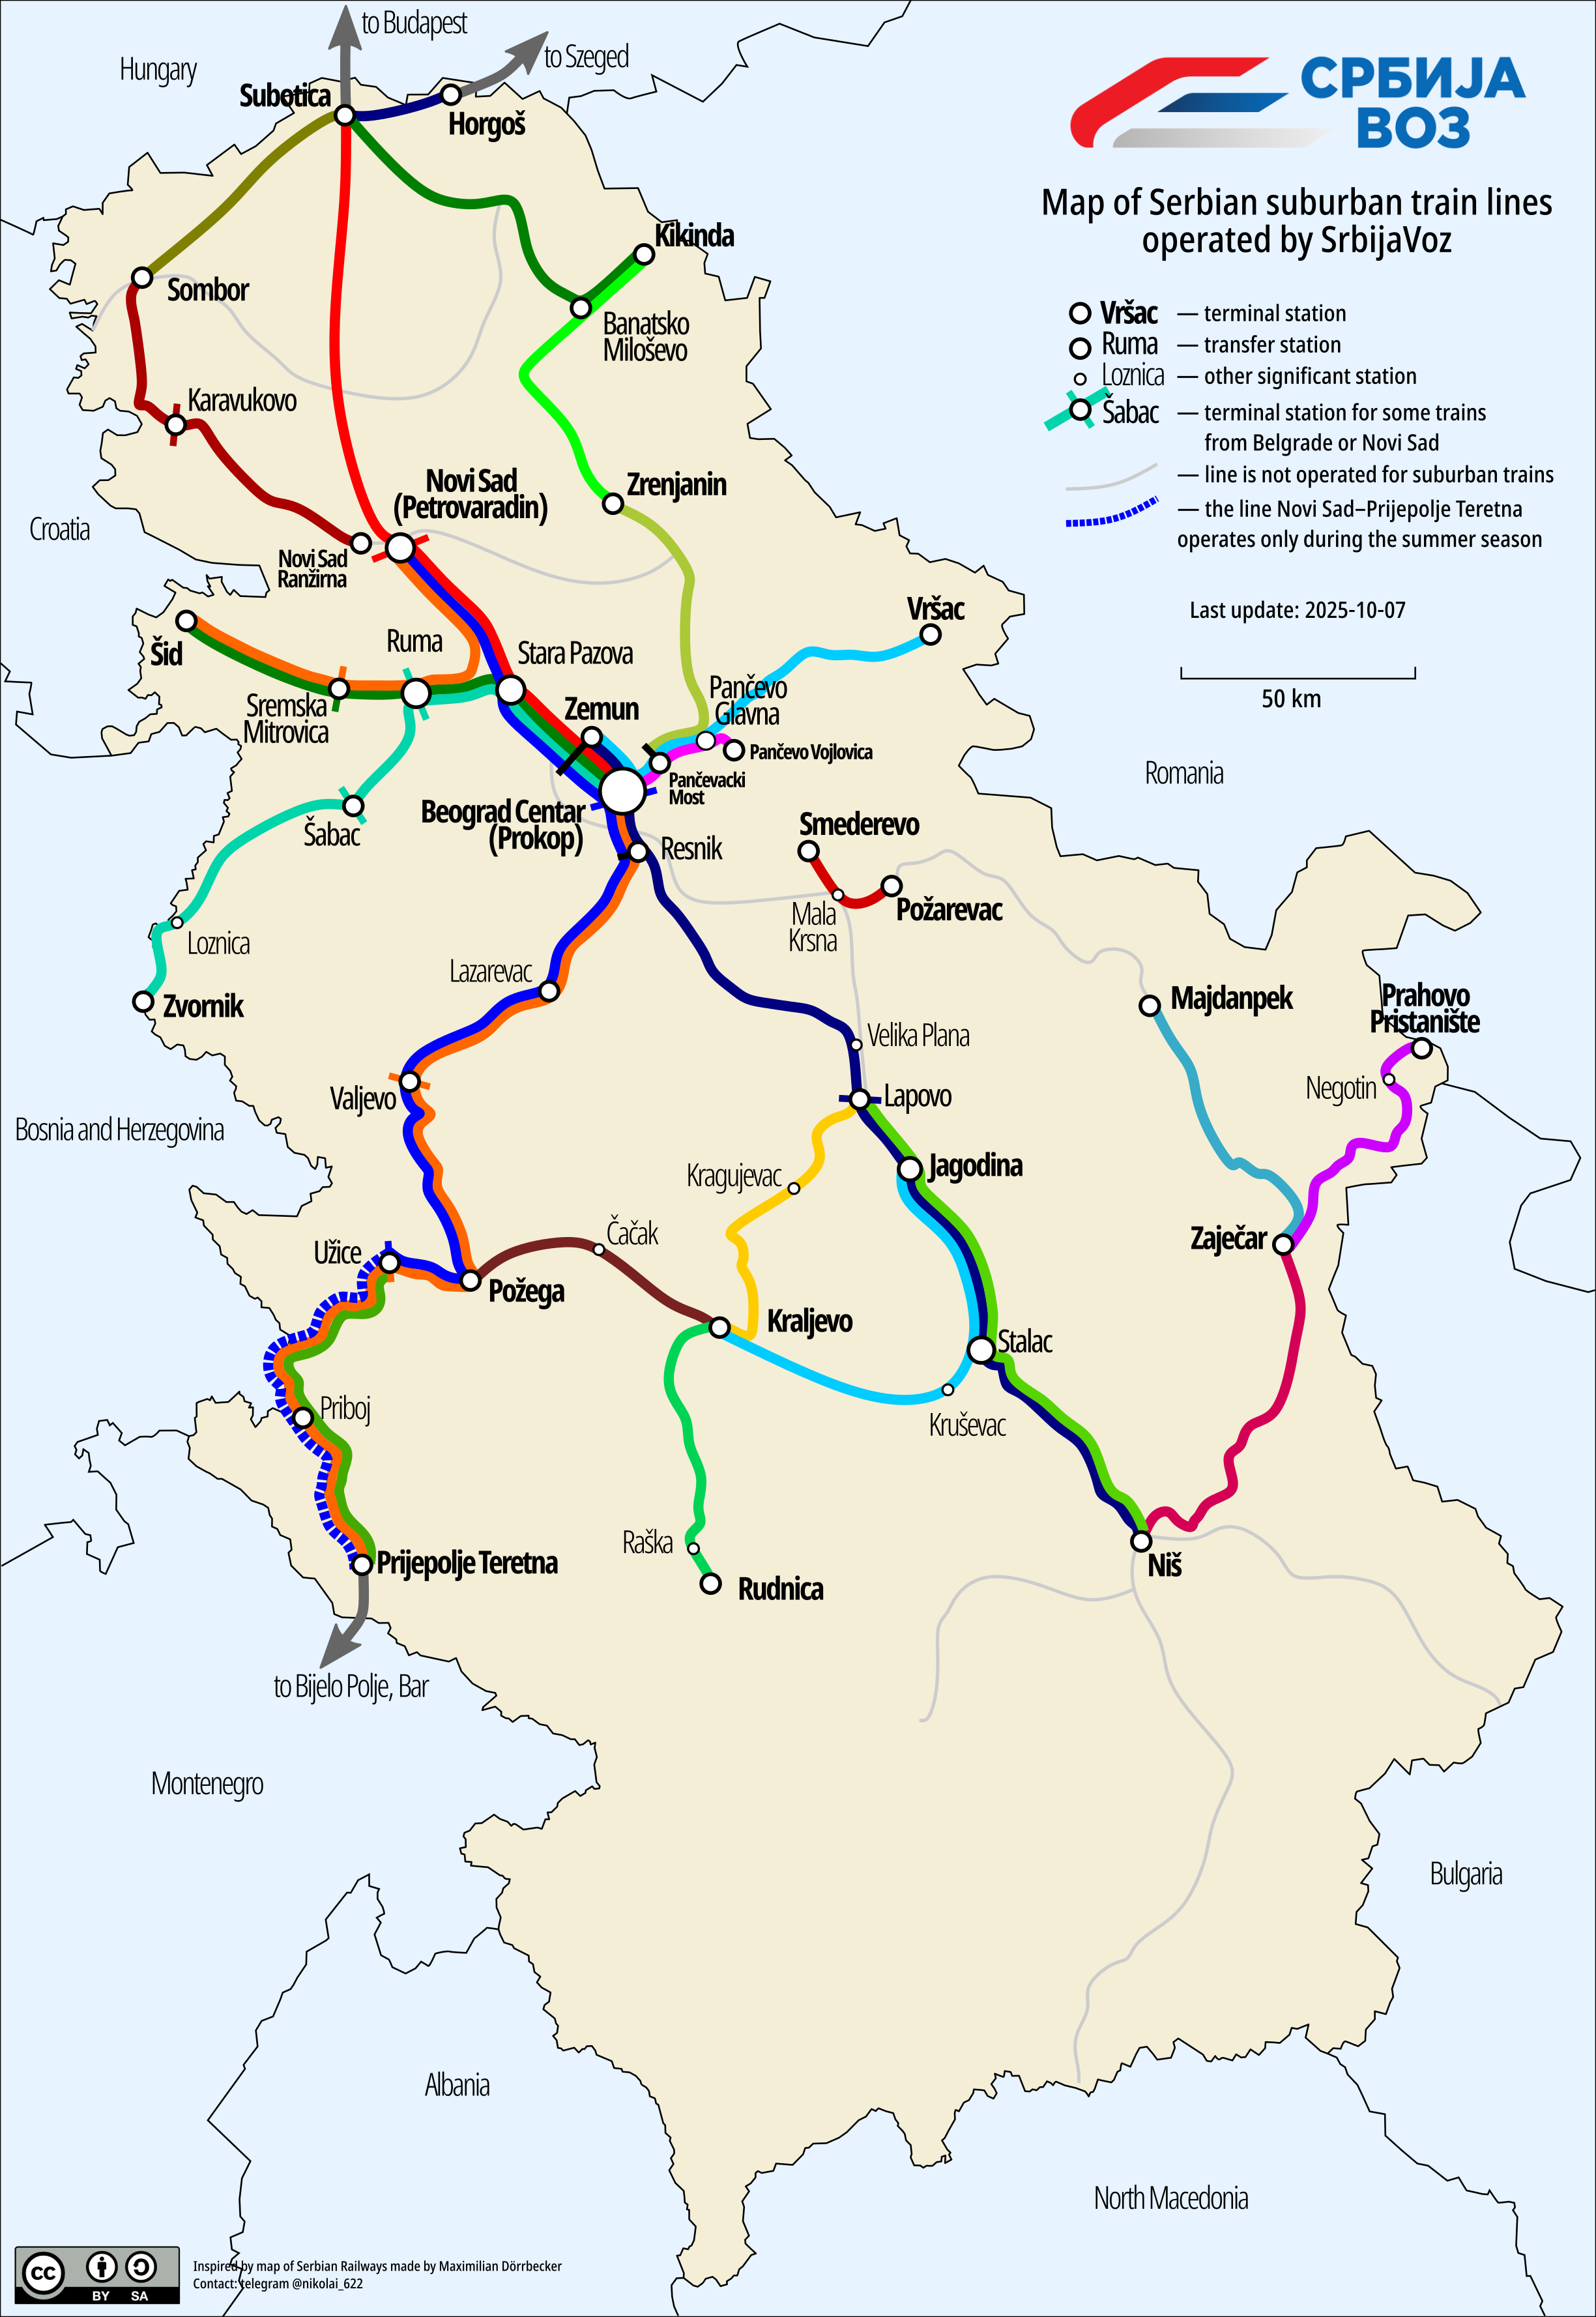 to Budapest
to Szeged
Hungary
Subotica
Horgoš
СРБИЈА
ВОЗ
Map of Serbian suburban train lines
operated by SrbijaVoz
Kikinda
Sombor
Banatsko
Miloševo
Vršac — terminal station
Ruma — transfer station
Loznica — other significant station
Šabac — terminal station for some trains
from Belgrade or Novi Sad
— line is not operated for suburban trains
— the line Novi Sad–Prijepolje Teretna
operates only during the summer season
Last update: 2025-10-07
50 km
Karavukovo
Novi Sad
(Petrovaradin)
Zrenjanin
Croatia
Novi Sad
Ranžirna
Vršac
Šid
Ruma
Stara Pazova
Sremska
Mitrovica
Zemun
Pančevo
Glavna
Pančevo Vojlovica
Pančevacki
Most
Romania
Beograd Centar
(Prokop)
Šabac
Resnik
Smederevo
Požarevac
Mala
Krsna
Loznica
Lazarevac
Zvornik
Majdanpek
Prahovo
Pristanište
Velika Plana
Negotin
Valjevo
Lapovo
Bosnia and Herzegovina
Kragujevac
Jagodina
Čačak
Užice
Zaječar
Požega
Kraljevo
Stalac
Priboj
Kruševac
Raška
Prijepolje Teretna
Rudnica
Niš
to Bijelo Polje, Bar
Montenegro
Bulgaria
Albania
North Macedonia
cc
BY SA
Inspired by map of Serbian Railways made by Maximilian Dörrbecker
Contact: telegram @nikolai_622